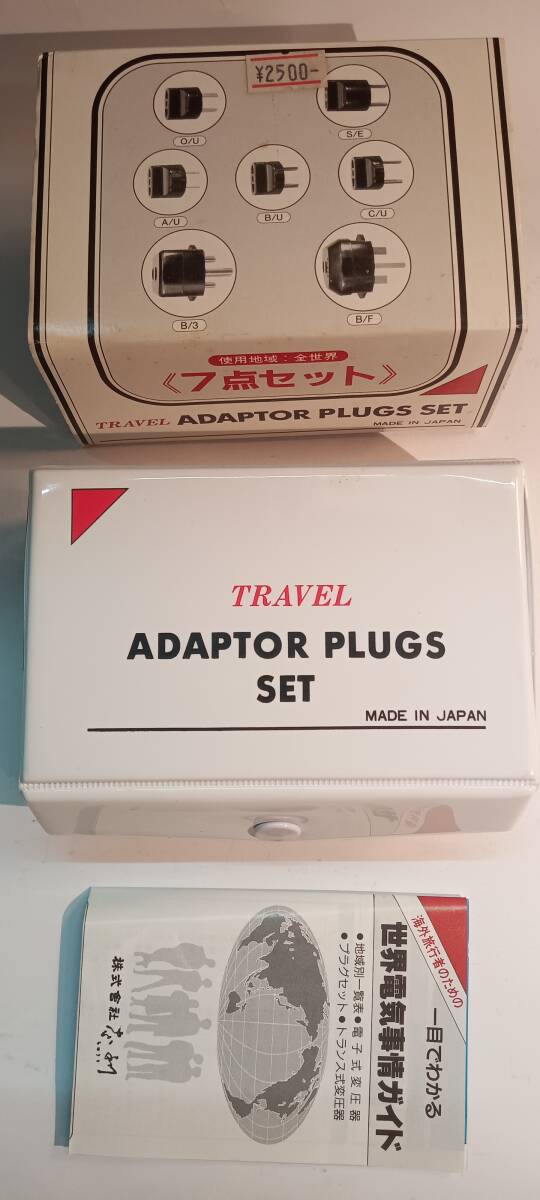 ¥2500-
O/U
S/E
A/U
B/U
C/U
B/3
B/F
使用地域:全世界
《7点セット》
TRAVEL ADAPTOR PLUGS SET
MADE IN JAPAN
TRAVEL
ADAPTOR PLUGS
SET
MADE IN JAPAN
海外旅行者のための
一目でわかる
世界電気事情ガイド
●地域別一覧表●電子式変圧器
●プラグセット●トランス式変圧器
株式會社